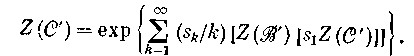 Z(𝒞′) = exp { ∑_{k=1}^{∞} (s_k/k) [Z(ℬ′) [s_1 Z(𝒞′)]] } .